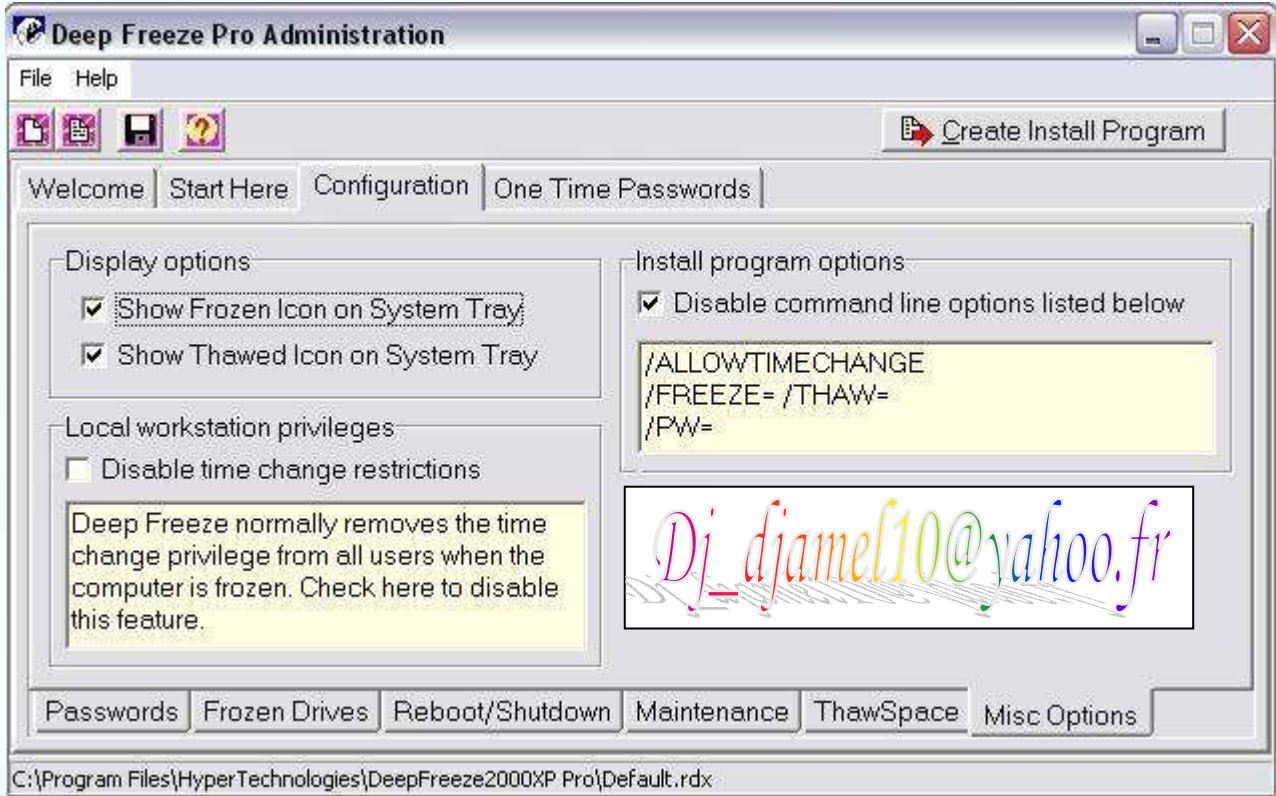 Deep Freeze Pro Administration
File Help
Create Install Program
Welcome Start Here Configuration One Time Passwords
Display options
Show Frozen Icon on System Tray
Show Thawed Icon on System Tray
Local workstation privileges
Disable time change restrictions
Deep Freeze normally removes the time
change privilege from all users when the
computer is frozen. Check here to disable
this feature.
Install program options
Disable command line options listed below
/ALLOWTIMECHANGE
/FREEZE= /THAW=
/PW=
Dj_djamel10@yahoo.fr
Passwords Frozen Drives Reboot/Shutdown Maintenance ThawSpace Misc Options
C:\Program Files\HyperTechnologies\DeepFreeze2000XP Pro\Default.rdx